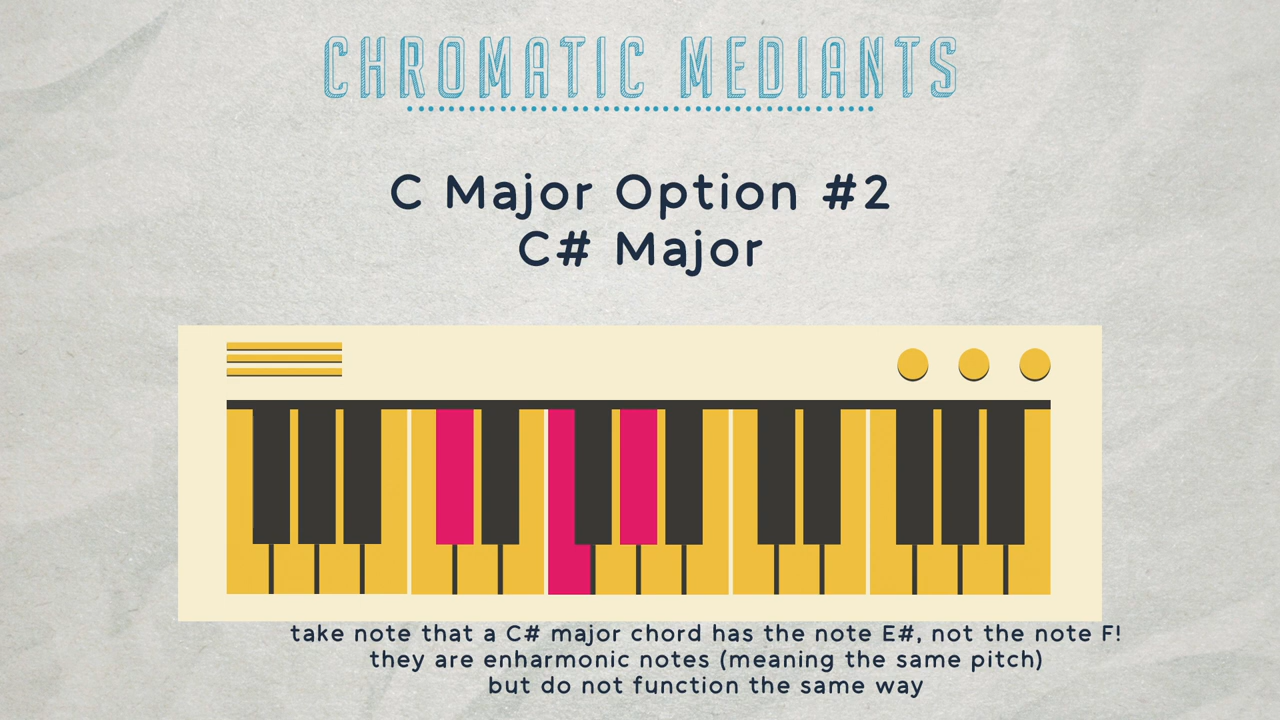 CHROMATIC MEDIANTS
C Major Option #2
C# Major
take note that a C# major chord has the note E#, not the note F!
they are enharmonic notes (meaning the same pitch)
but do not function the same way